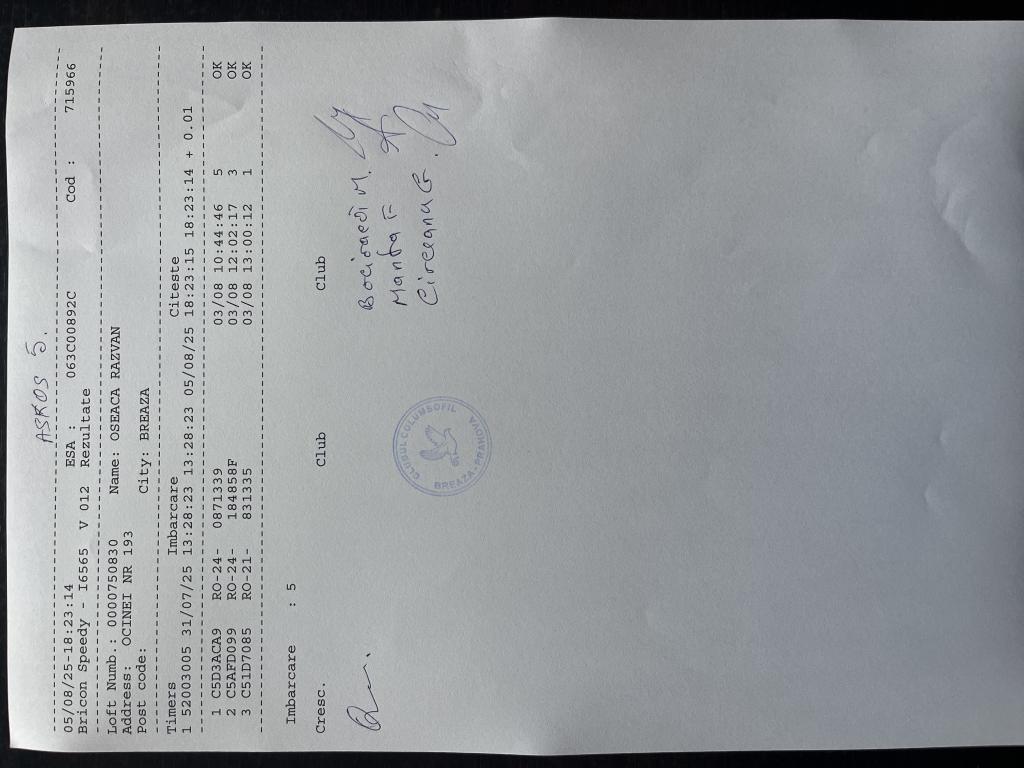 ASKOS 5.
05/08/25-18:23:14 ESA : 063C00892C Cod : 715966
Bricon Speedy - I6565 V 012 Rezultate
Loft Numb.: 0000750830 Name: OSEACA RAZVAN
Address: OCINEI NR 193
Post code: City: BREAZA
Timers Imbarcare Citeste
1 52003005 31/07/25 13:28:23 13:28:23 05/08/25 18:23:15 18:23:14 + 0.01
1 C5D3ACA9 RO-24- 0871339 03/08 10:44:46 5 OK
2 C5AFD099 RO-24- 184858F 03/08 12:02:17 3 OK
3 C51D7085 RO-21- 831335 03/08 13:00:12 1 OK
Imbarcare : 5
Cresc. Club Club
Manta F
Circeanu G.
CLUBUL COLUMBOFIL
BREAZA-PRAHOVA